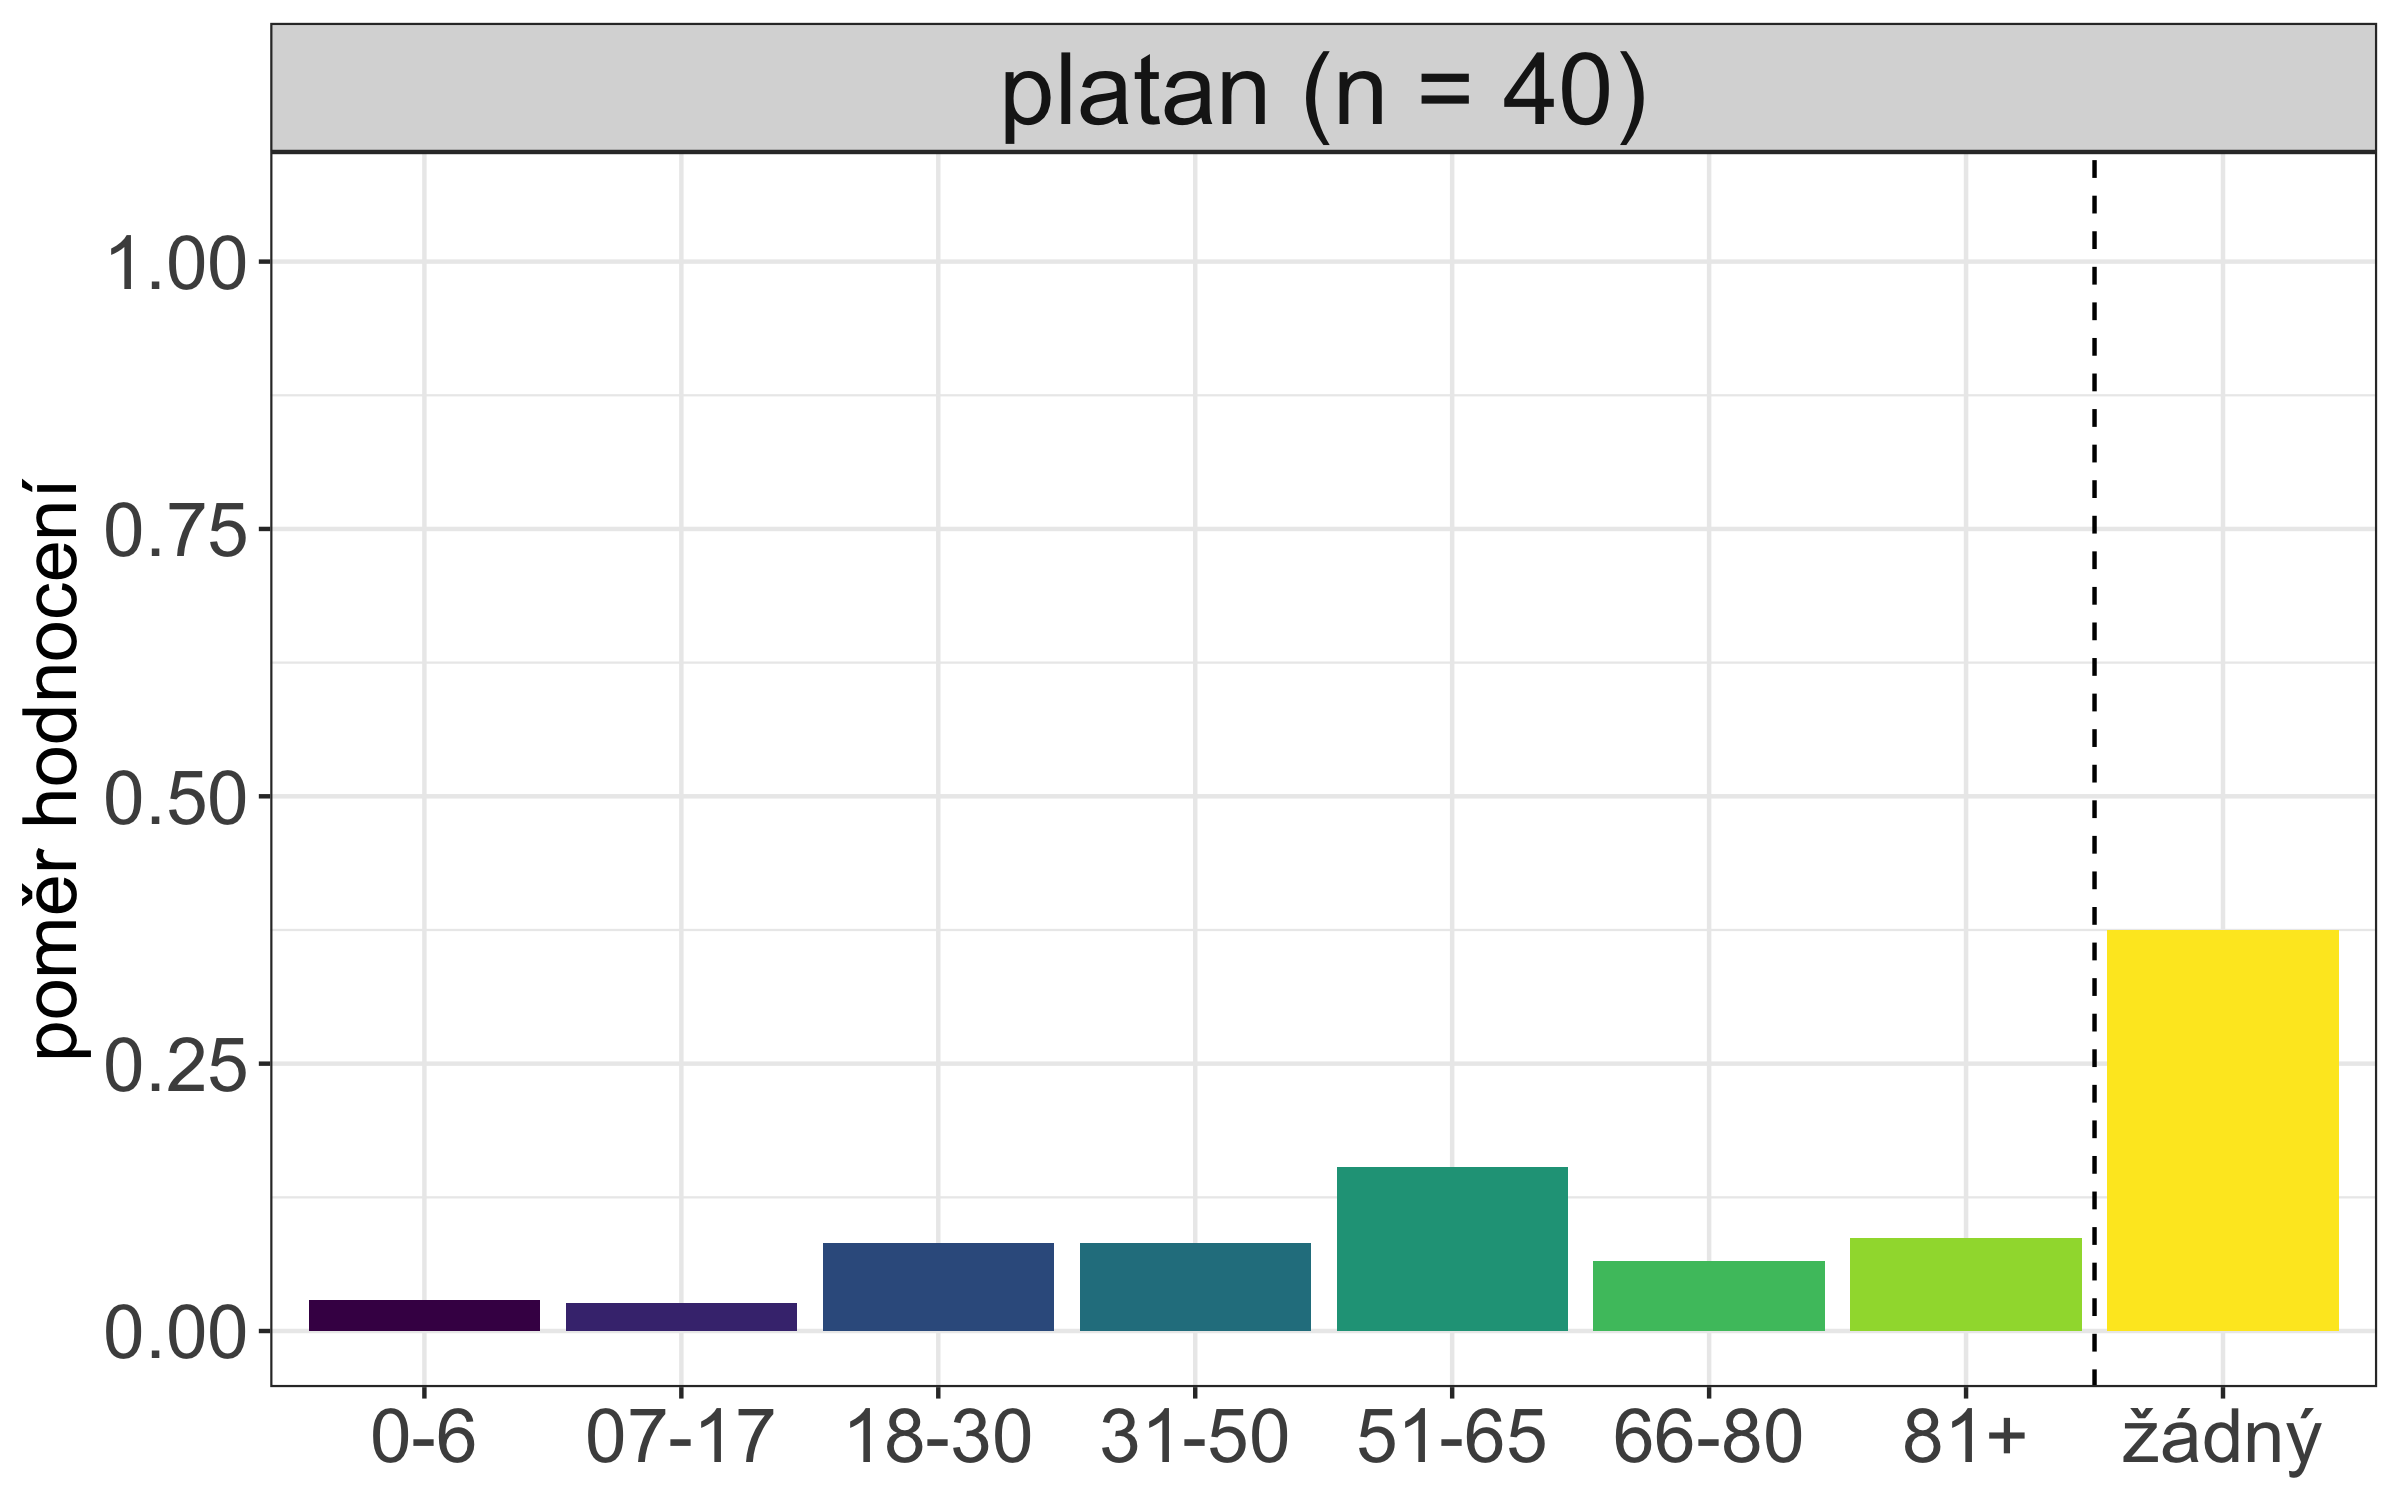 platan (n = 40)
poměr hodnocení
1.00
0.75
0.50
0.25
0.00
0-6 07-17 18-30 31-50 51-65 66-80 81+ žádný